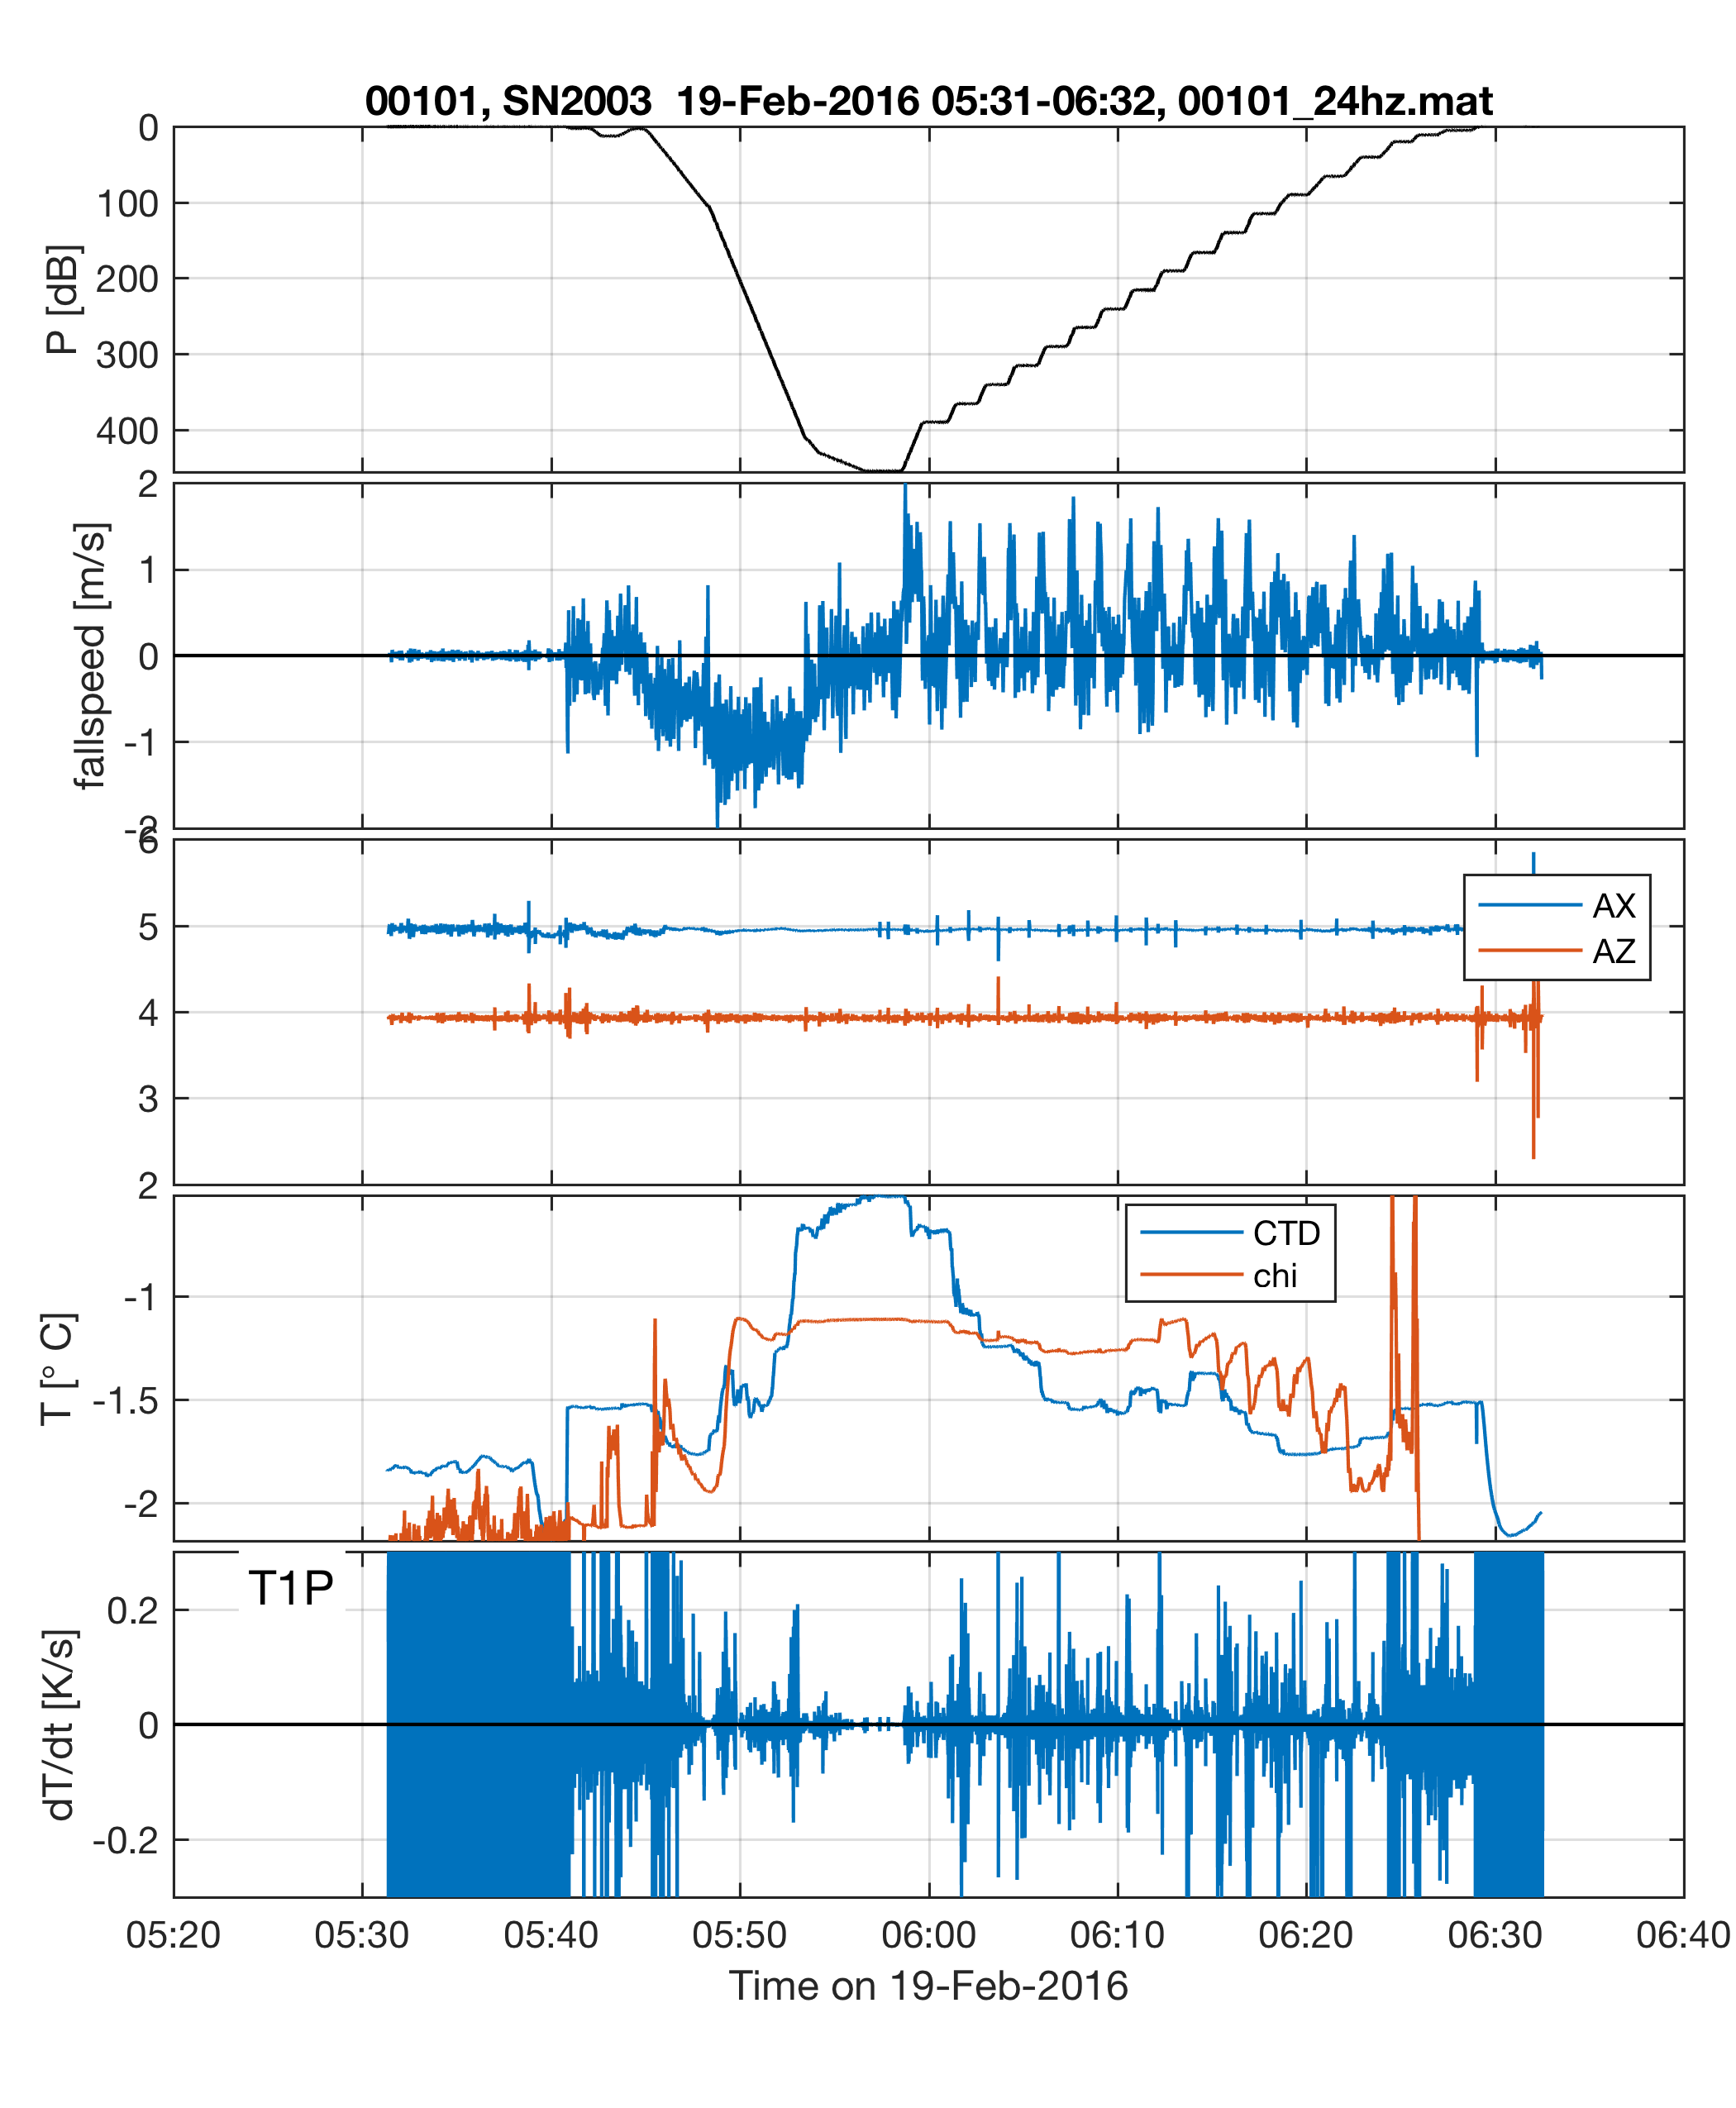 00101, SN2003  19-Feb-2016 05:31-06:32, 00101_24hz.mat
0
100
200
300
400
P [dB]
2
1
0
-1
-2
fallspeed [m/s]
6
5
4
3
2
AX
AZ
2
-1
-1.5
-2
T [° C]
CTD
chi
T1P
0.2
0
-0.2
dT/dt [K/s]
05:20 05:30 05:40 05:50 06:00 06:10 06:20 06:30 06:40
Time on 19-Feb-2016